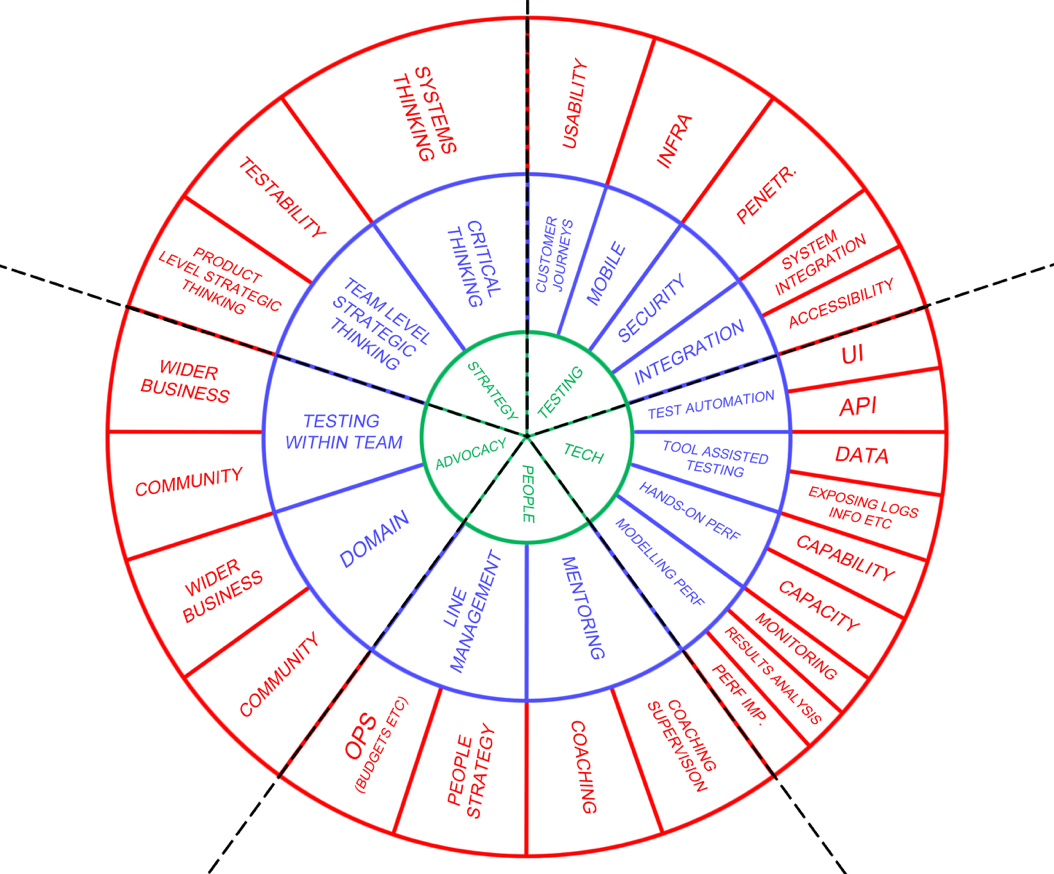 STRATEGY
TESTING
TECH
PEOPLE
ADVOCACY
CUSTOMER
JOURNEYS
MOBILE
SECURITY
INTEGRATION
TEST AUTOMATION
TOOL ASSISTED
TESTING
HANDS-ON PERF
MODELLING PERF
MENTORING
LINE
MANAGEMENT
DOMAIN
TESTING
WITHIN TEAM
TEAM LEVEL
STRATEGIC
THINKING
CRITICAL
THINKING
USABILITY
INFRA
PENETR.
SYSTEM
INTEGRATION
ACCESSIBILITY
UI
API
DATA
EXPOSING LOGS
INFO ETC
CAPABILITY
CAPACITY
MONITORING
RESULTS ANALYSIS
PERF IMP.
COACHING
SUPERVISION
COACHING
PEOPLE
STRATEGY
OPS
(BUDGETS ETC)
COMMUNITY
WIDER
BUSINESS
COMMUNITY
WIDER
BUSINESS
PRODUCT
LEVEL STRATEGIC
THINKING
TESTABILITY
SYSTEMS
THINKING